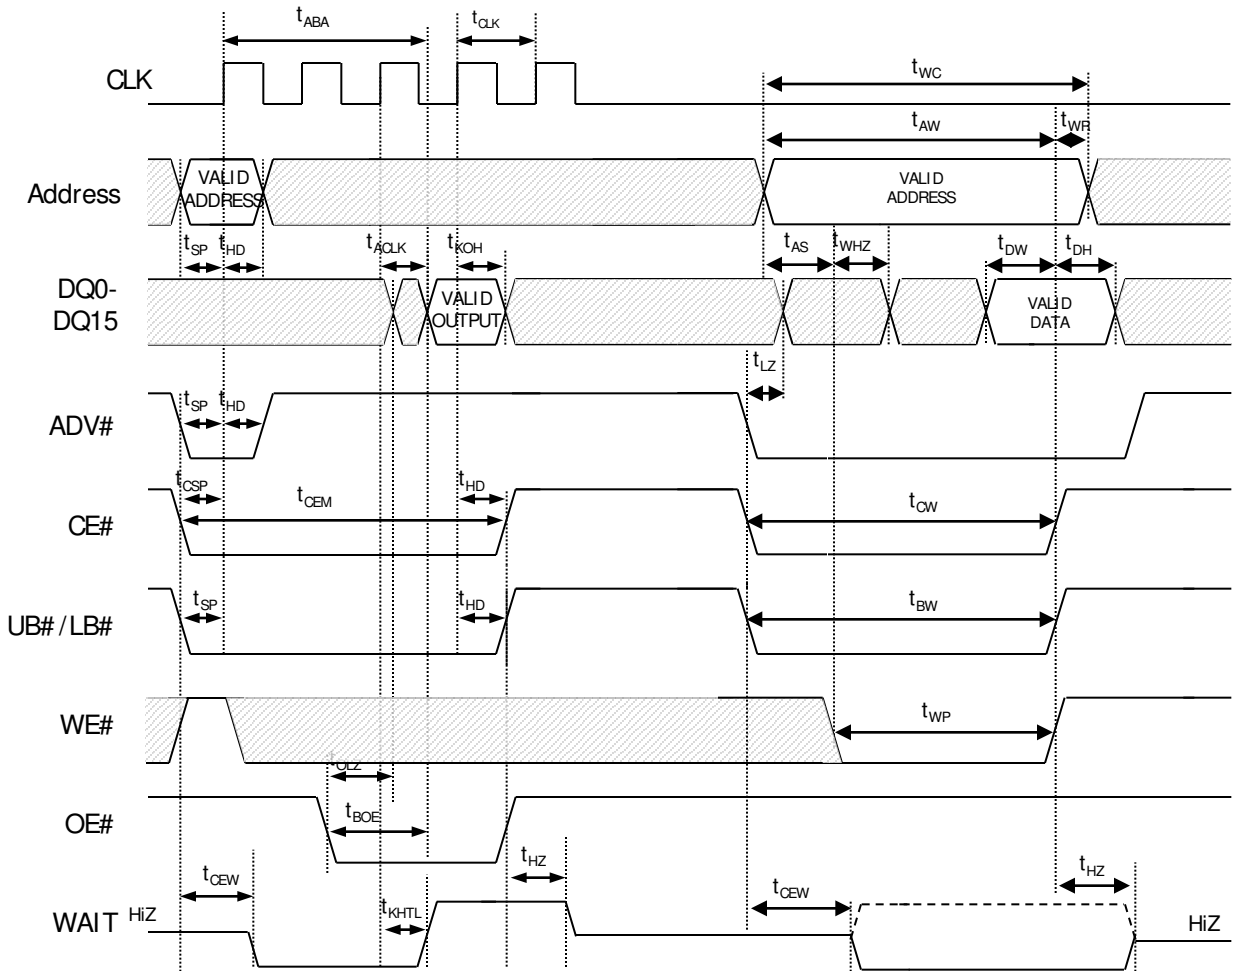 tABA tCLK
CLK tWC
tAW tWR
Address VALID ADDRESS VALID ADDRESS
tSP tHD tACLK tKOH tAS tWHZ tDW tDH
DQ0-
DQ15 VALID OUTPUT VALID DATA
tLZ
ADV# tSP tHD
tCSP tCEM tHD tCW
CE#
tSP tHD tBW
UB# / LB#
WE# tWP
tOLZ
OE# tBOE
tHZ tHZ
tCEW tCEW
WAIT HiZ tKHTL HiZ